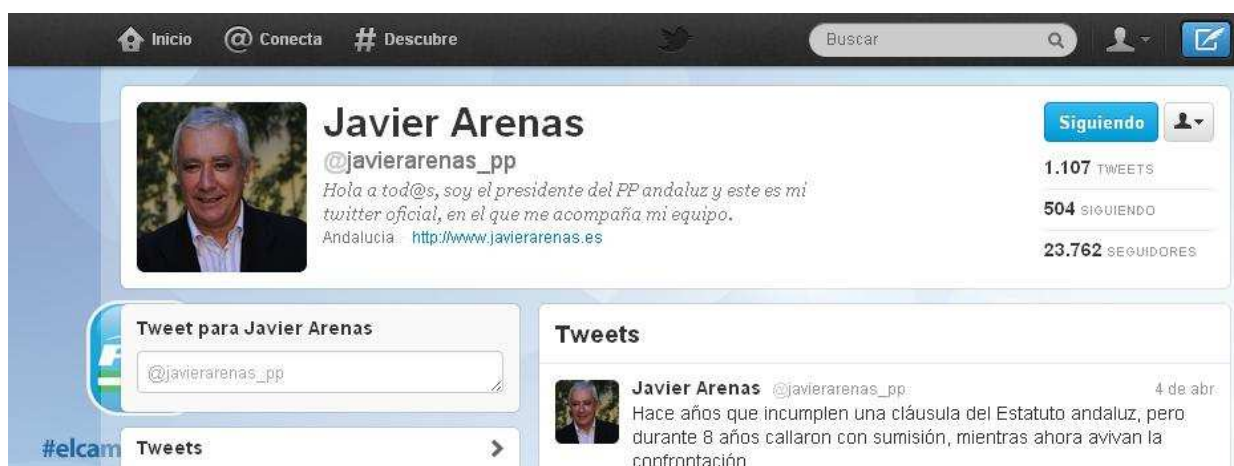 Inicio @ Conecta # Descubre Buscar
Javier Arenas
@javierarenas_pp
Hola a tod@s, soy el presidente del PP andaluz y este es mi
twitter oficial, en el que me acompaña mi equipo.
Andalucia http://www.javierarenas.es
Siguiendo
1.107 TWEETS
504 SIGUIENDO
23.762 SEGUIDORES
Tweet para Javier Arenas
@javierarenas_pp
#elcam
Tweets
Tweets
Javier Arenas @javierarenas_pp 4 de abr
Hace años que incumplen una cláusula del Estatuto andaluz, pero
durante 8 años callaron con sumisión, mientras ahora avivan la
confrontación